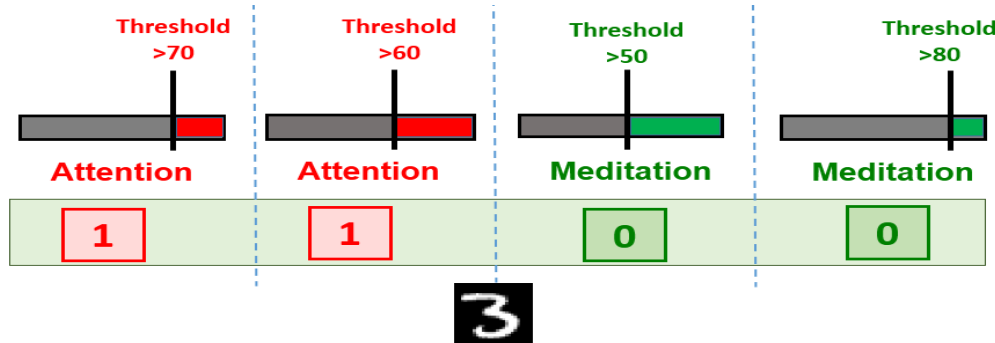 Threshold
>70
Threshold
>60
Threshold
>50
Threshold
>80
Attention
Attention
Meditation
Meditation
1
1
0
0
3